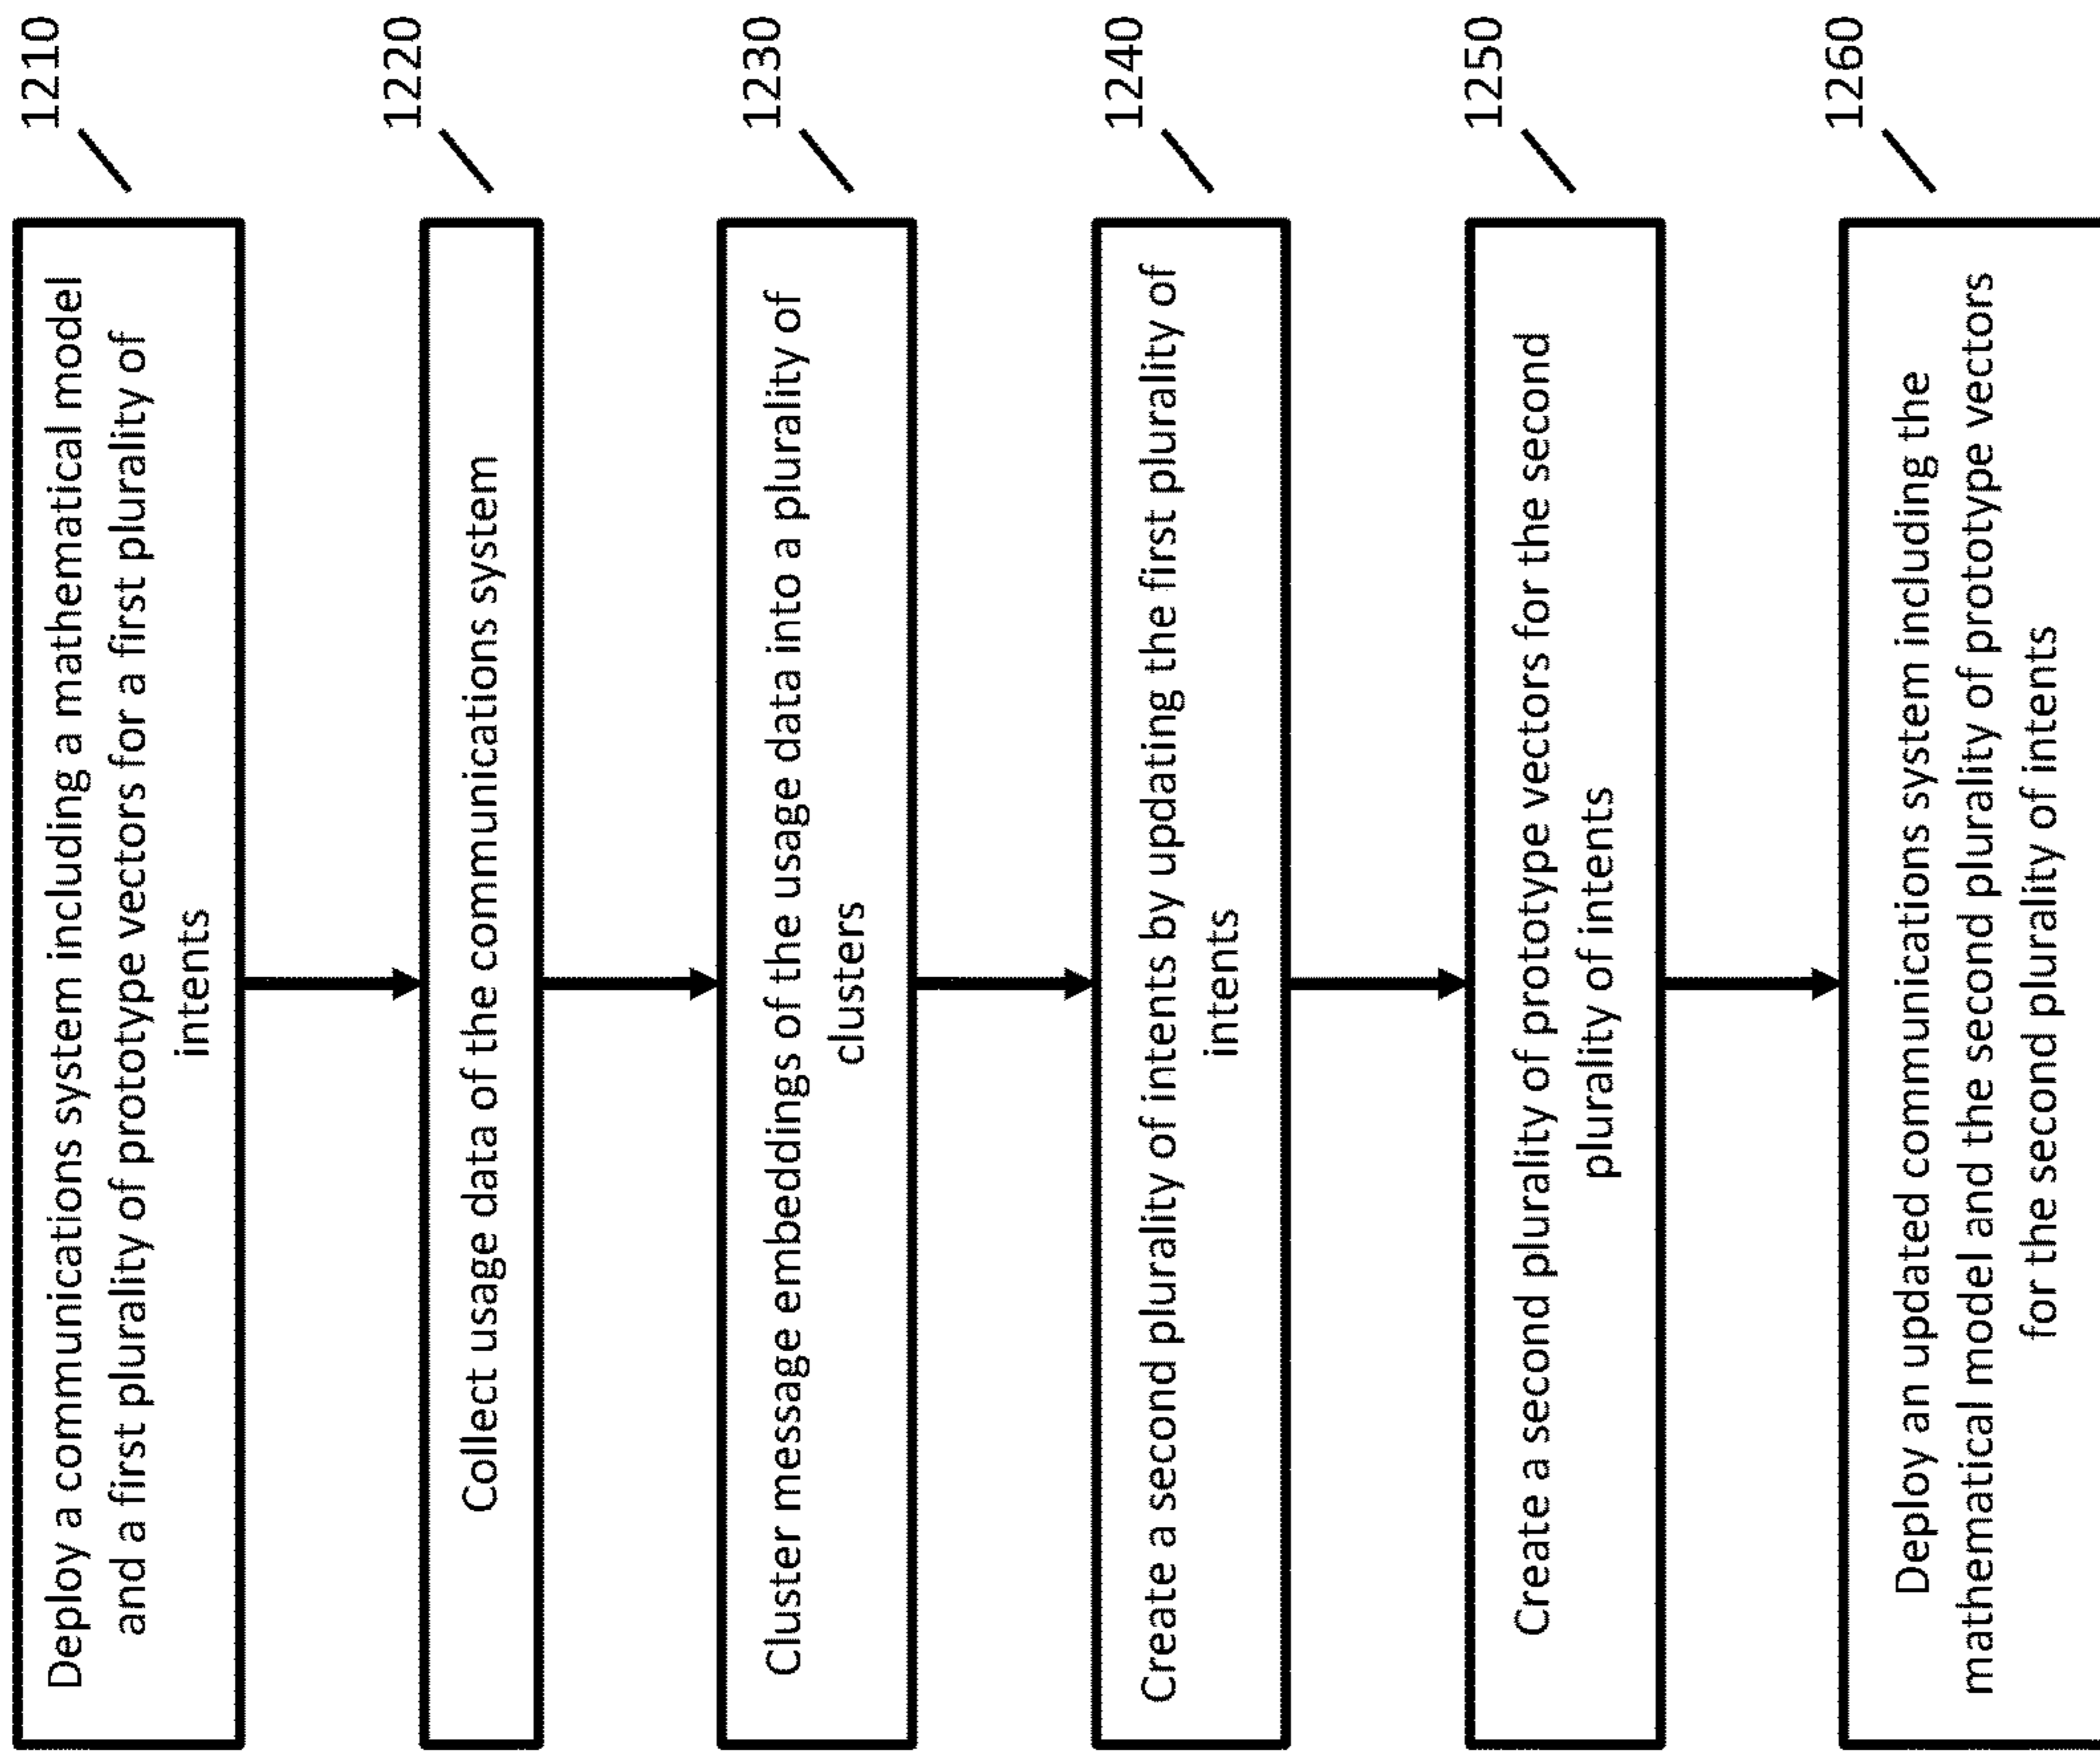 Deploy a communications system including a mathematical model
and a first plurality of prototype vectors for a first plurality of
intents
1210
Collect usage data of the communications system
1220
Cluster message embeddings of the usage data into a plurality of
clusters
1230
Create a second plurality of intents by updating the first plurality of
intents
1240
Create a second plurality of prototype vectors for the second
plurality of intents
1250
Deploy an updated communications system including the
mathematical model and the second plurality of prototype vectors
for the second plurality of intents
1260